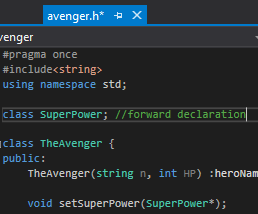 avenger.h*
venger
#pragma once
#include<string>
using namespace std;
class SuperPower; //forward declaration
class TheAvenger {
public:
TheAvenger(string n, int HP) :heroNam
void setSuperPower(SuperPower*);